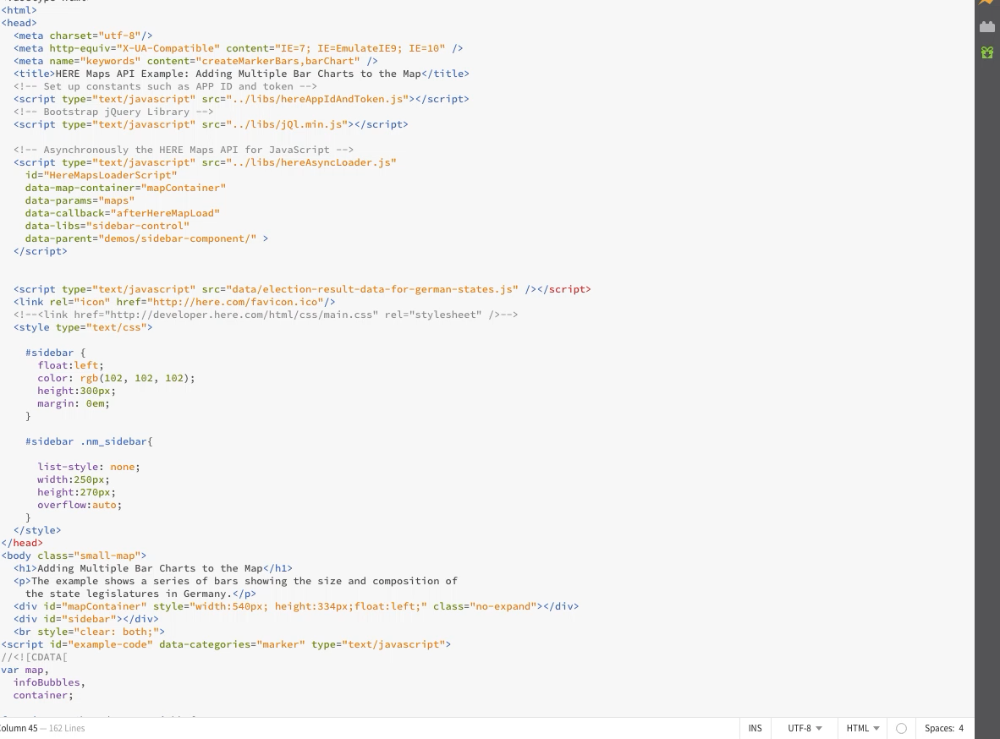 <html>
<head>
  <meta charset="utf-8"/>
  <meta http-equiv="X-UA-Compatible" content="IE=7; IE=EmulateIE9; IE=10" />
  <meta name="keywords" content="createMarkerBars,barChart" />
  <title>HERE Maps API Example: Adding Multiple Bar Charts to the Map</title>
  <!-- Set up constants such as APP ID and token -->
  <script type="text/javascript" src="../libs/hereAppIdAndToken.js"></script>
  <!-- Bootstrap jQuery Library -->
  <script type="text/javascript" src="../libs/jQl.min.js"></script>

  <!-- Asynchronously the HERE Maps API for JavaScript -->
  <script type="text/javascript" src="../libs/hereAsyncLoader.js"
    id="HereMapsLoaderScript"
    data-map-container="mapContainer"
    data-params="maps"
    data-callback="afterHereMapLoad"
    data-libs="sidebar-control"
    data-parent="demos/sidebar-component/" >
  </script>

  <script type="text/javascript" src="data/election-result-data-for-german-states.js" /></script>
  <link rel="icon" href="http://here.com/favicon.ico"/>
  <!--<link href="http://developer.here.com/html/css/main.css" rel="stylesheet" />-->
  <style type="text/css">

    #sidebar {
      float:left;
      color: rgb(102, 102, 102);
      height:300px;
      margin: 0em;
    }

    #sidebar .nm_sidebar{

      list-style: none;
      width:250px;
      height:270px;
      overflow:auto;
    }
  </style>
</head>
<body class="small-map">
  <h1>Adding Multiple Bar Charts to the Map</h1>
  <p>The example shows a series of bars showing the size and composition of
    the state legislatures in Germany.</p>
  <div id="mapContainer" style="width:540px; height:334px;float:left;" class="no-expand"></div>
  <div id="sidebar"></div>
  <br style="clear: both;">
<script id="example-code" data-categories="marker" type="text/javascript">
//<![CDATA[
var map,
  infoBubbles,
  container;
Column 45 — 162 Lines
INS
UTF-8
HTML
Spaces: 4